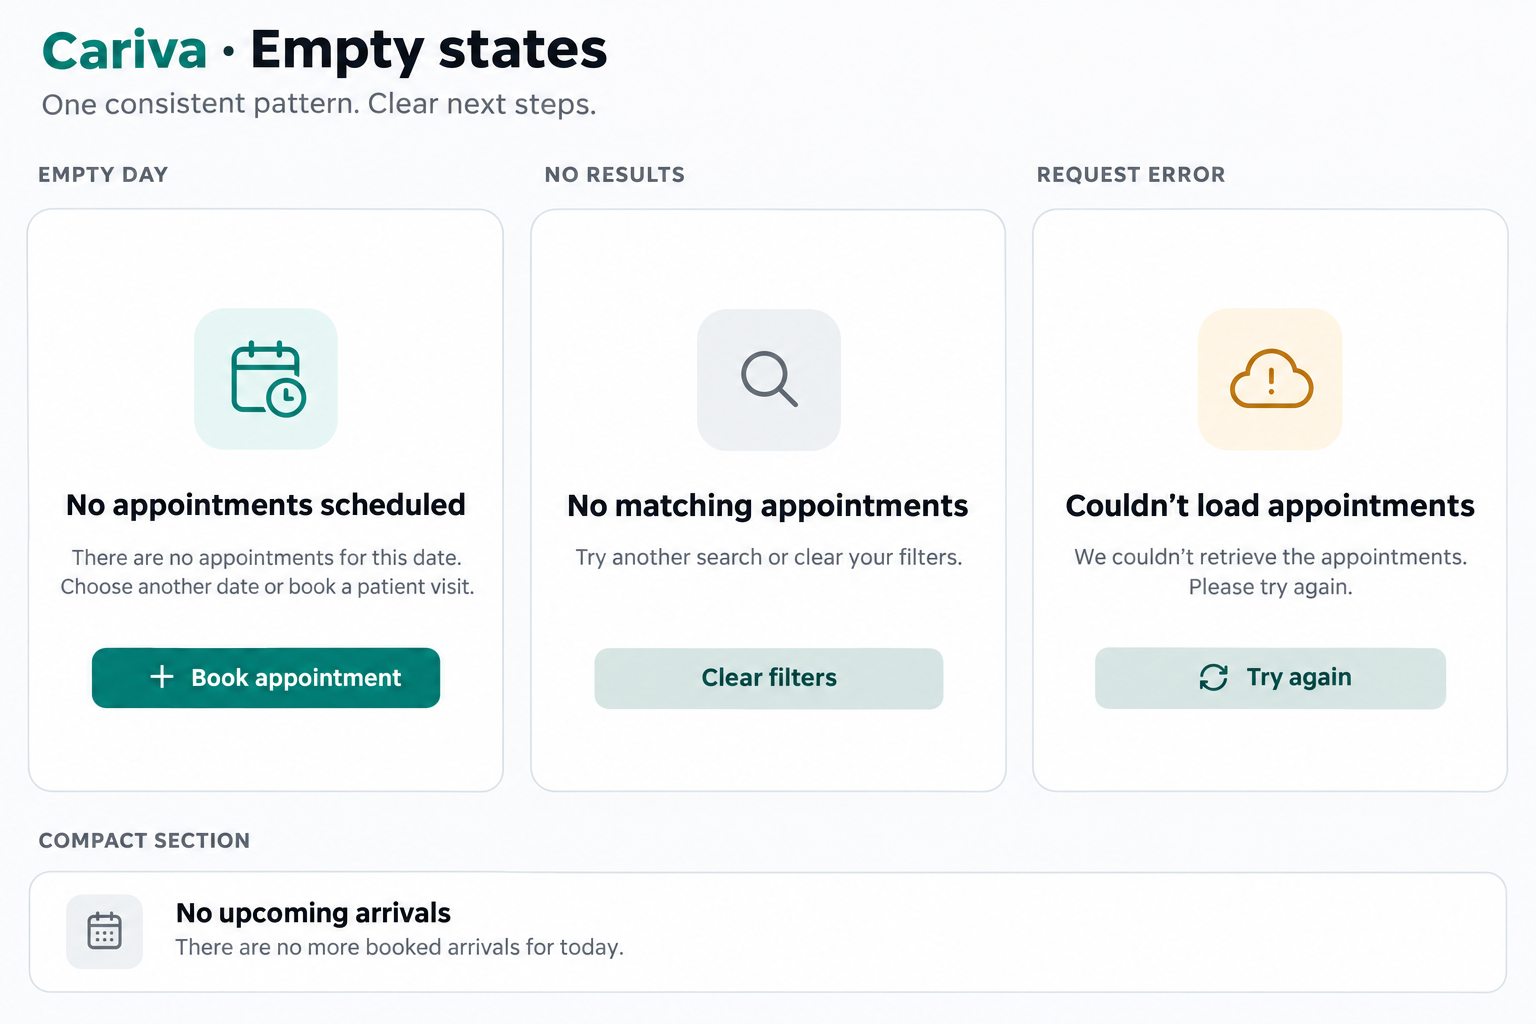 Cariva · Empty states
One consistent pattern. Clear next steps.
EMPTY DAY
No appointments scheduled
There are no appointments for this date.
Choose another date or book a patient visit.
Book appointment
NO RESULTS
No matching appointments
Try another search or clear your filters.
Clear filters
REQUEST ERROR
Couldn’t load appointments
We couldn’t retrieve the appointments.
Please try again.
Try again
COMPACT SECTION
No upcoming arrivals
There are no more booked arrivals for today.